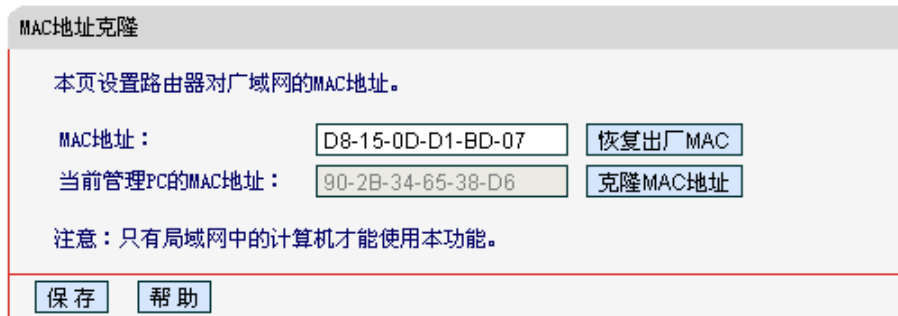 MAC地址克隆
本页设置路由器对广域网的MAC地址。
MAC地址： D8-15-0D-D1-BD-07 恢复出厂MAC
当前管理PC的MAC地址： 90-2B-34-65-38-D6 克隆MAC地址
注意：只有局域网中的计算机才能使用本功能。
保存 帮助